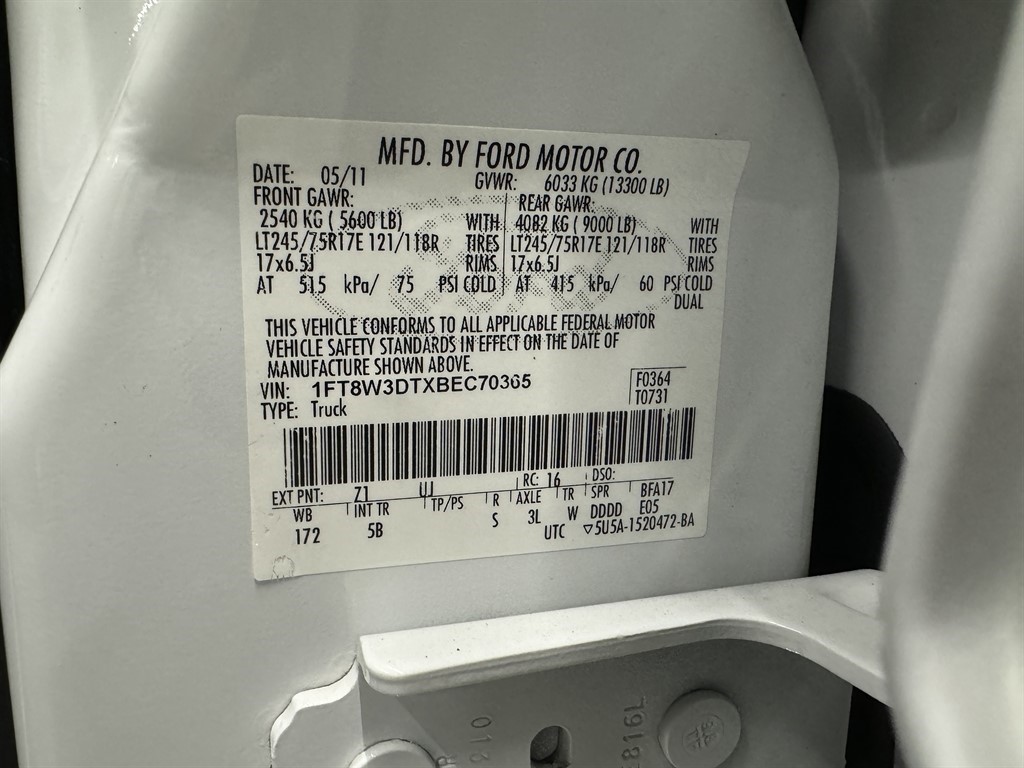 MFD. BY FORD MOTOR CO.
DATE: 05/11 GVWR: 6033 KG (13300 LB)
FRONT GAWR: REAR GAWR:
2540 KG ( 5600 LB) WITH 4082 KG ( 9000 LB) WITH
LT245/75R17E 121/118R TIRES LT245/75R17E 121/118R TIRES
17x6.5J RIMS 17x6.5J RIMS
AT 515 kPa/ 75 PSI COLD AT 415 kPa/ 60 PSI COLD
DUAL
THIS VEHICLE CONFORMS TO ALL APPLICABLE FEDERAL MOTOR
VEHICLE SAFETY STANDARDS IN EFFECT ON THE DATE OF
MANUFACTURE SHOWN ABOVE.
VIN: 1FT8W3DTXBEC70365 F0364
TYPE: Truck T0731
EXT PNT: Z1 UJ RC: 16 DSO:
WB INT TR TP/PS R AXLE TR SPR BFA17
172 5B S 3L W DDDD E05
UTC ▽5U5A-1520472-BA